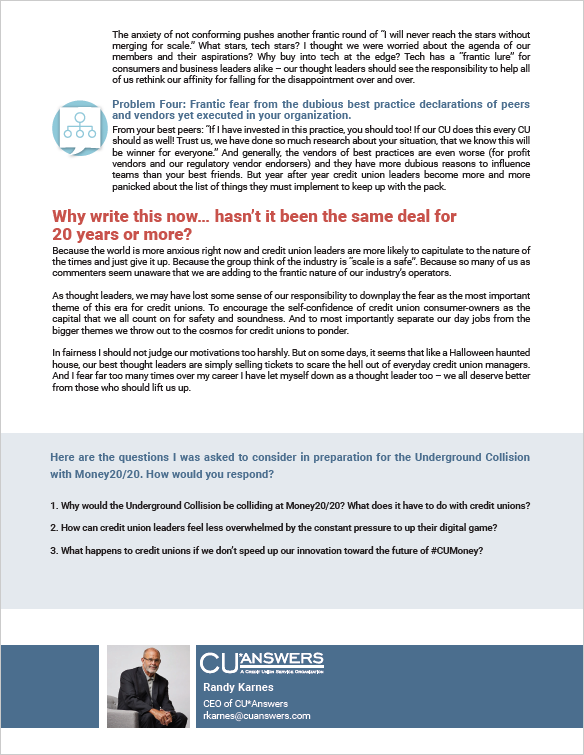 The anxiety of not conforming pushes another frantic round of "I will never reach the stars without
merging for scale." What stars, tech stars? I thought we were worried about the agenda of our
members and their aspirations? Why buy into tech at the edge? Tech has a "frantic lure" for
consumers and business leaders alike – our thought leaders should see the responsibility to help all
of us rethink our affinity for falling for the disappointment over and over.
Problem Four: Frantic fear from the dubious best practice declarations of peers
and vendors yet executed in your organization.
From your best peers: "If I have invested in this practice, you should too! If our CU does this every CU
should as well! Trust us, we have done so much research about your situation, that we know this will
be winner for everyone." And generally, the vendors of best practices are even worse (for profit
vendors and our regulatory vendor endorsers) and they have more dubious reasons to influence
teams than your best friends. But year after year credit union leaders become more and more
panicked about the list of things they must implement to keep up with the pack.
Why write this now... hasn't it been the same deal for
20 years or more?
Because the world is more anxious right now and credit union leaders are more likely to capitulate to the nature of
the times and just give it up. Because the group think of the industry is "scale is a safe". Because so many of us as
commenters seem unaware that we are adding to the frantic nature of our industry's operators.
As thought leaders, we may have lost some sense of our responsibility to downplay the fear as the most important
theme of this era for credit unions. To encourage the self-confidence of credit union consumer-owners as the
capital that we all count on for safety and soundness. And to most importantly separate our day jobs from the
bigger themes we throw out to the cosmos for credit unions to ponder.
In fairness I should not judge our motivations too harshly. But on some days, it seems that like a Halloween haunted
house, our best thought leaders are simply selling tickets to scare the hell out of everyday credit union managers.
And I fear far too many times over my career I have let myself down as a thought leader too – we all deserve better
from those who should lift us up.
Here are the questions I was asked to consider in preparation for the Underground Collision
with Money20/20. How would you respond?
1. Why would the Underground Collision be colliding at Money20/20? What does it have to do with credit unions?
2. How can credit union leaders feel less overwhelmed by the constant pressure to up their digital game?
3. What happens to credit unions if we don't speed up our innovation toward the future of #CUMoney?
CU*ANSWERS
A Credit Union Service Organization
Randy Karnes
CEO of CU*Answers
rkarnes@cuanswers.com